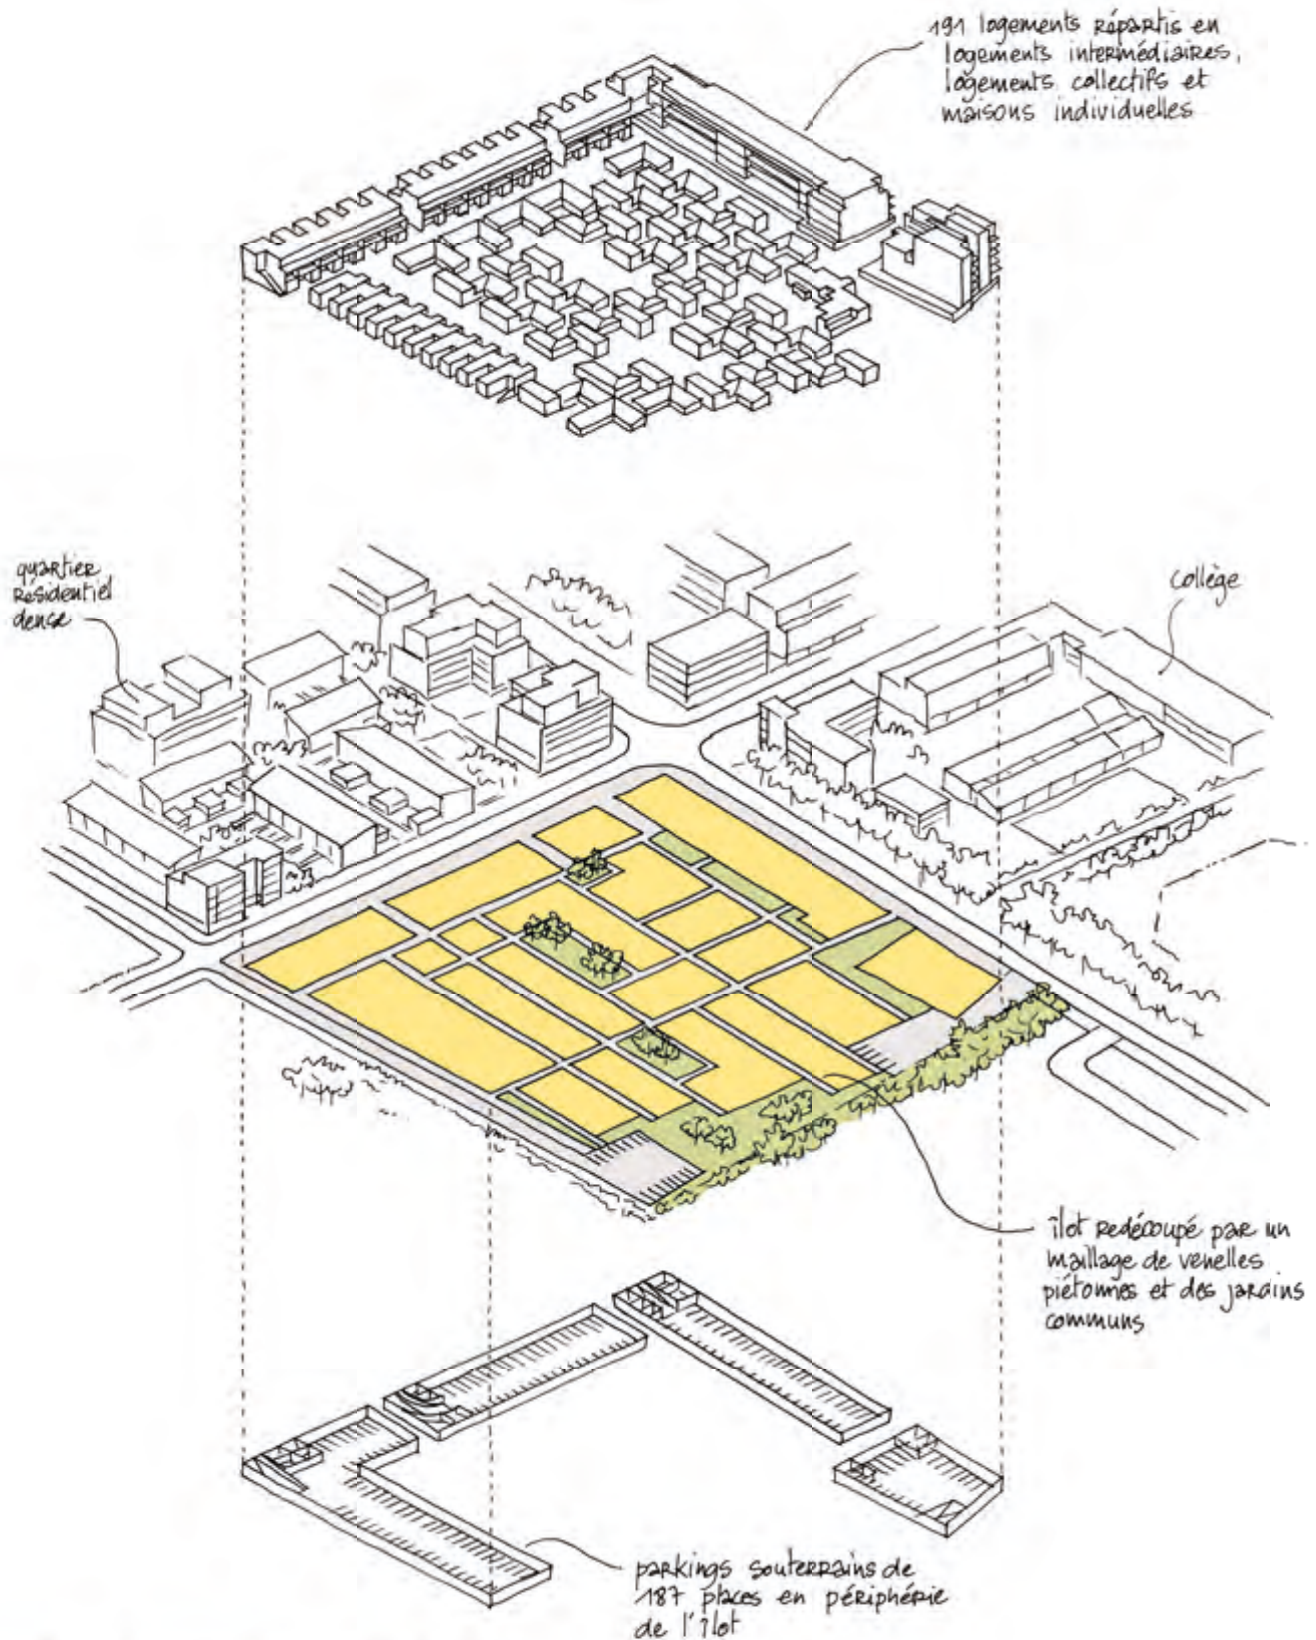 191 logements répartis en
logements intermédiaires,
logements collectifs et
maisons individuelles
quartier
résidentiel
dense
collège
îlot redécoupé par un
maillage de venelles
piétonnes et des jardins
communs
parkings souterrains de
187 places en périphérie
de l'îlot